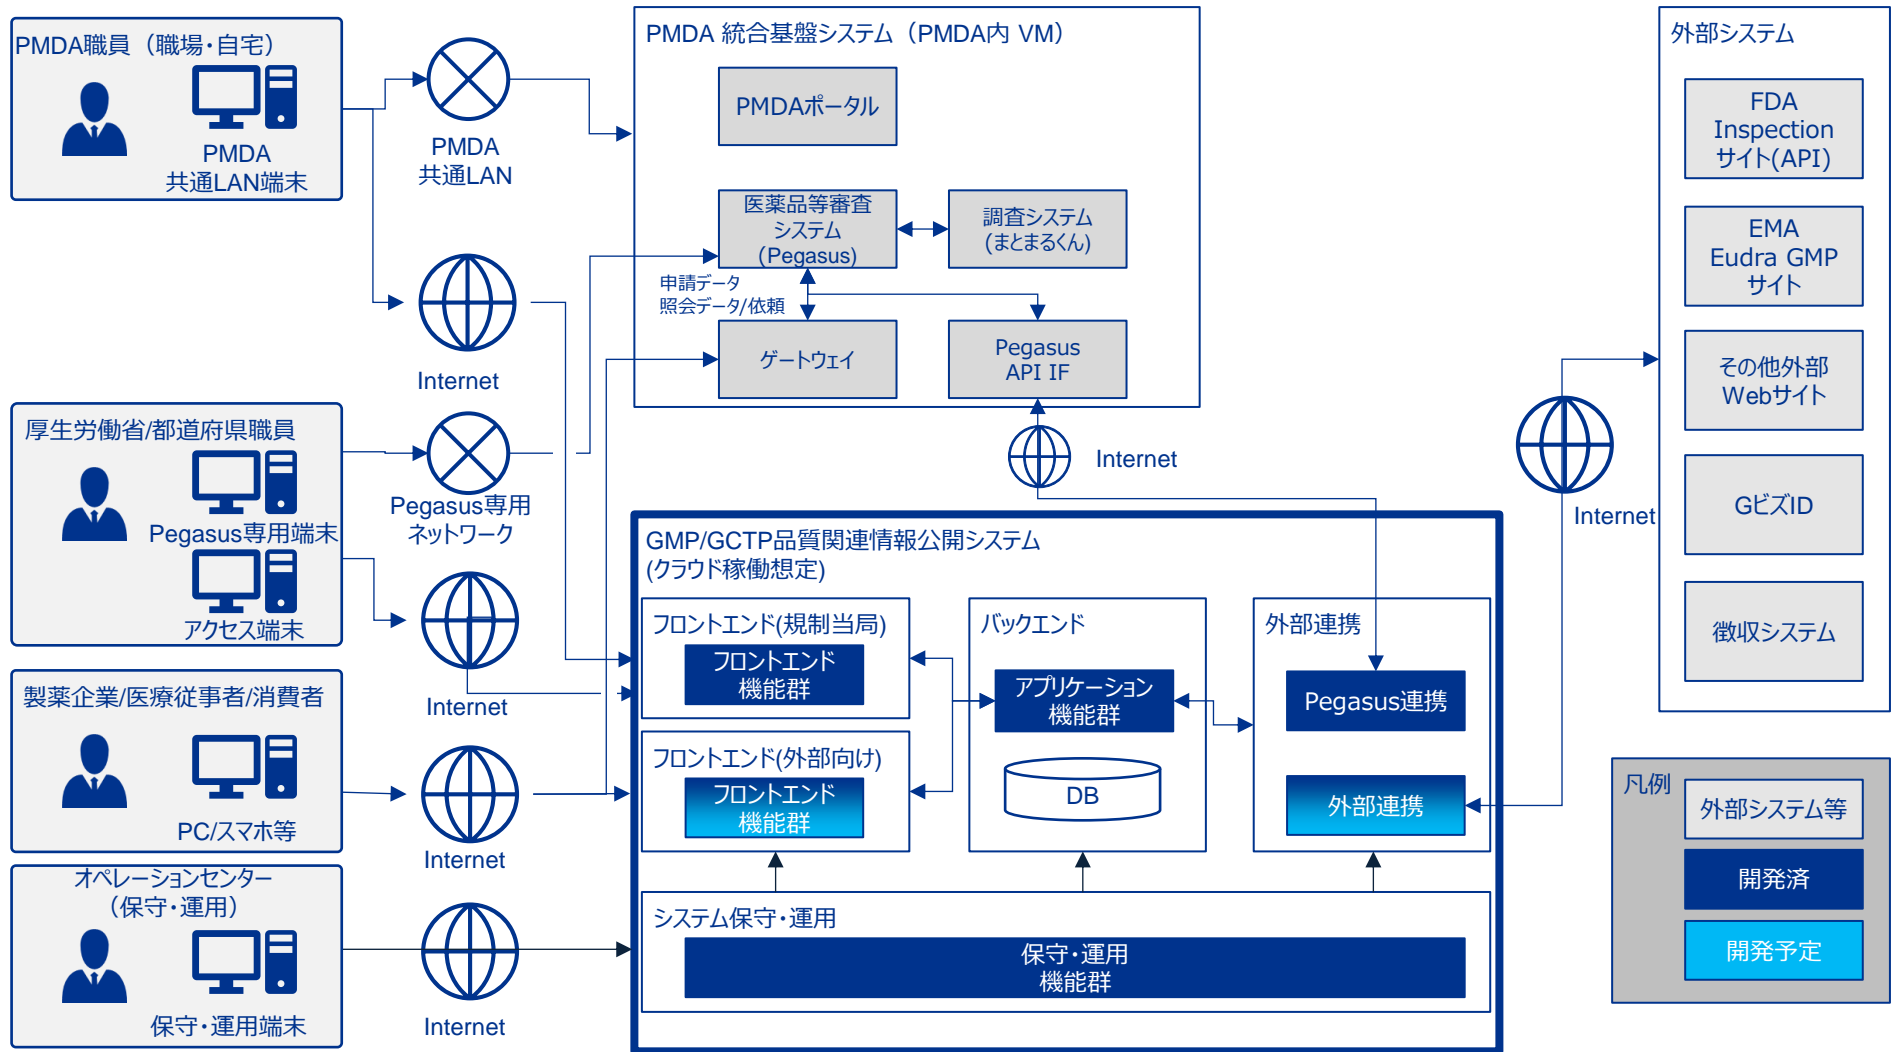 PMDA職員（職場・自宅）
PMDA
共通LAN端末
PMDA
共通LAN
Internet
厚生労働省/都道府県職員
Pegasus専用端末
アクセス端末
Pegasus専用
ネットワーク
Internet
製薬企業/医療従事者/消費者
PC/スマホ等
Internet
オペレーションセンター
（保守・運用）
保守・運用端末
Internet
PMDA 統合基盤システム（PMDA内 VM）
PMDAポータル
医薬品等審査
システム
(Pegasus)
調査システム
(まとまるくん)
申請データ
照会データ/依頼
ゲートウェイ
Pegasus
API IF
Internet
GMP/GCTP品質関連情報公開システム
(クラウド稼働想定)
フロントエンド(規制当局)
フロントエンド
機能群
フロントエンド(外部向け)
フロントエンド
機能群
バックエンド
アプリケーション
機能群
DB
外部連携
Pegasus連携
外部連携
システム保守・運用
保守・運用
機能群
Internet
外部システム
FDA
Inspection
サイト(API)
EMA
Eudra GMP
サイト
その他外部
Webサイト
GビズID
徴収システム
凡例
外部システム等
開発済
開発予定